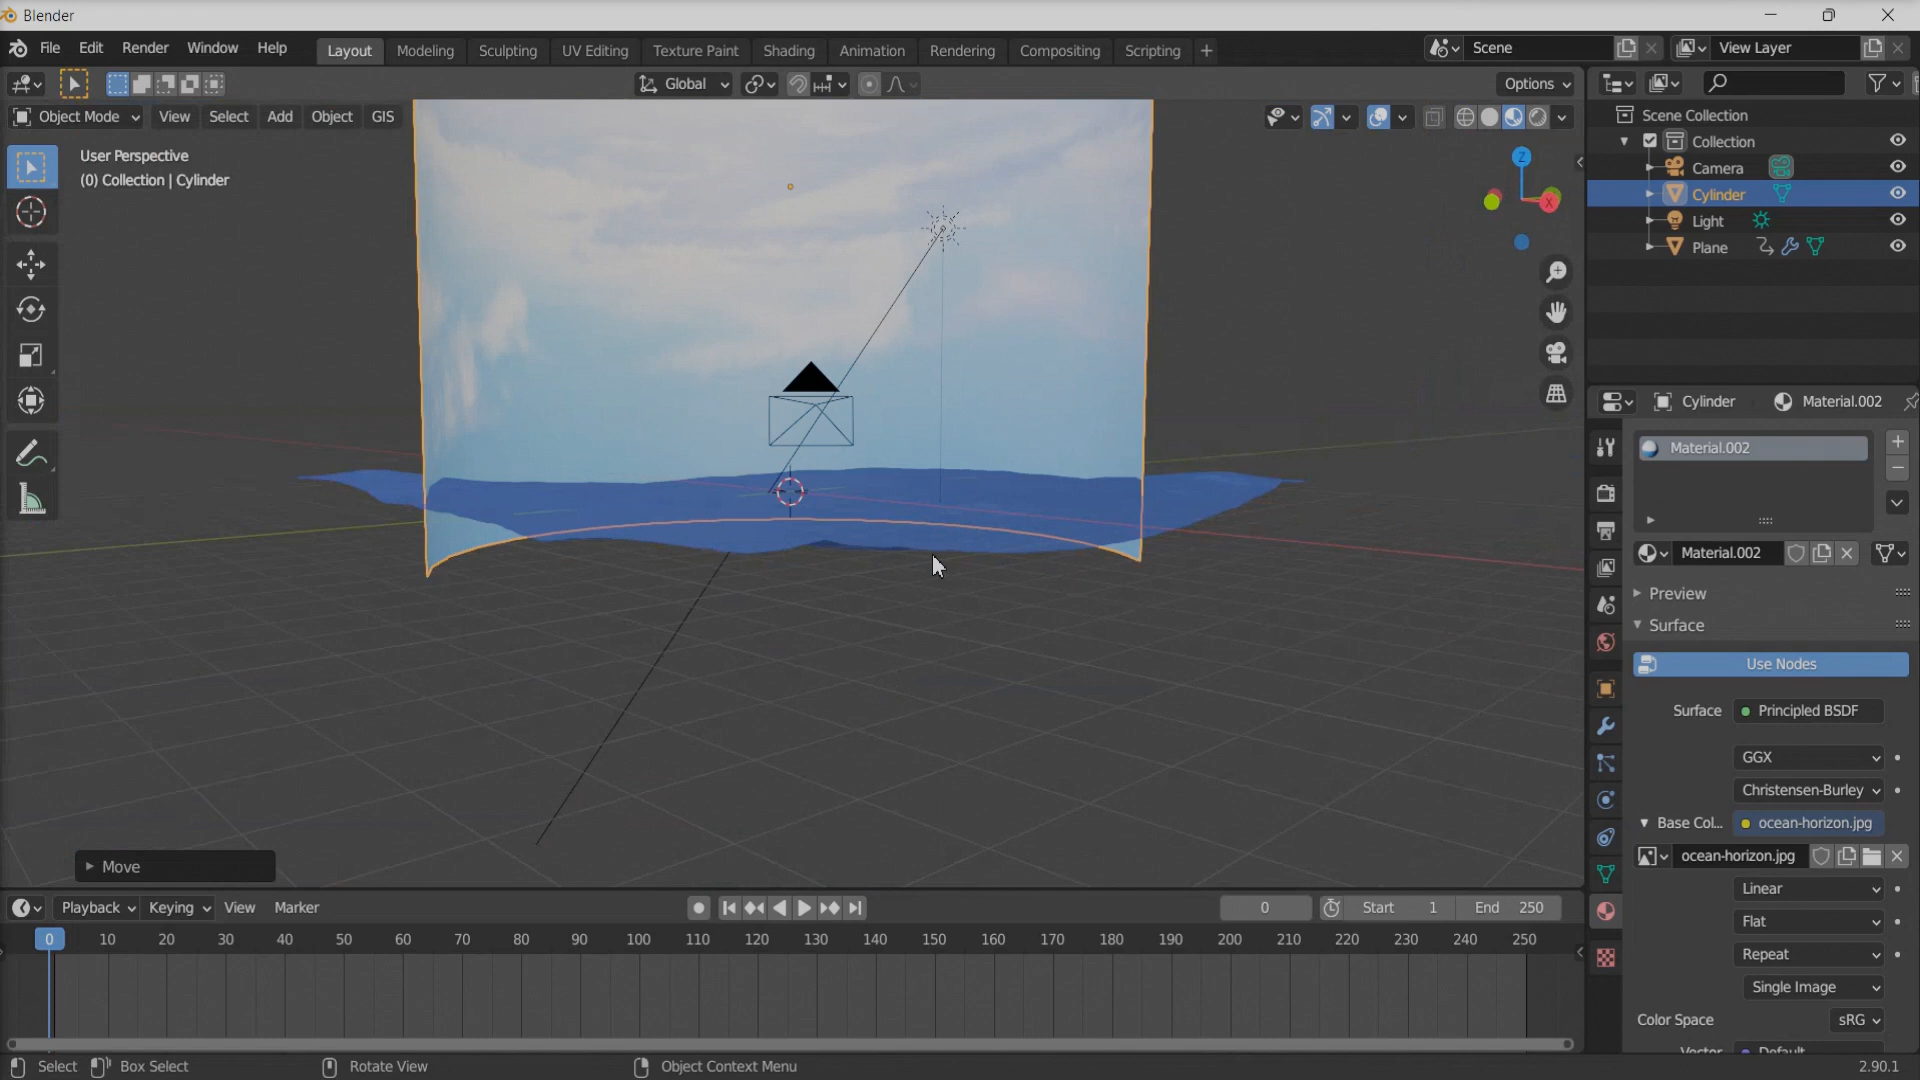 Blender
File Edit Render Window Help Layout Modeling Sculpting UV Editing Texture Paint Shading Animation Rendering Compositing Scripting + Scene View Layer
Global Options
Object Mode View Select Add Object GIS
User Perspective
(0) Collection | Cylinder
Z
X
Scene Collection
Collection
Camera
Cylinder
Light
Plane
Cylinder Material.002
Material.002
Material.002
Preview
Surface
Use Nodes
Surface Principled BSDF
GGX
Christensen-Burley
Base Col... ocean-horizon.jpg
ocean-horizon.jpg
Linear
Flat
Repeat
Single Image
Color Space sRG
Vector Default
Move
Playback Keying View Marker 0 Start 1 End 250
0 10 20 30 40 50 60 70 80 90 100 110 120 130 140 150 160 170 180 190 200 210 220 230 240 250
Select Box Select Rotate View Object Context Menu 2.90.1